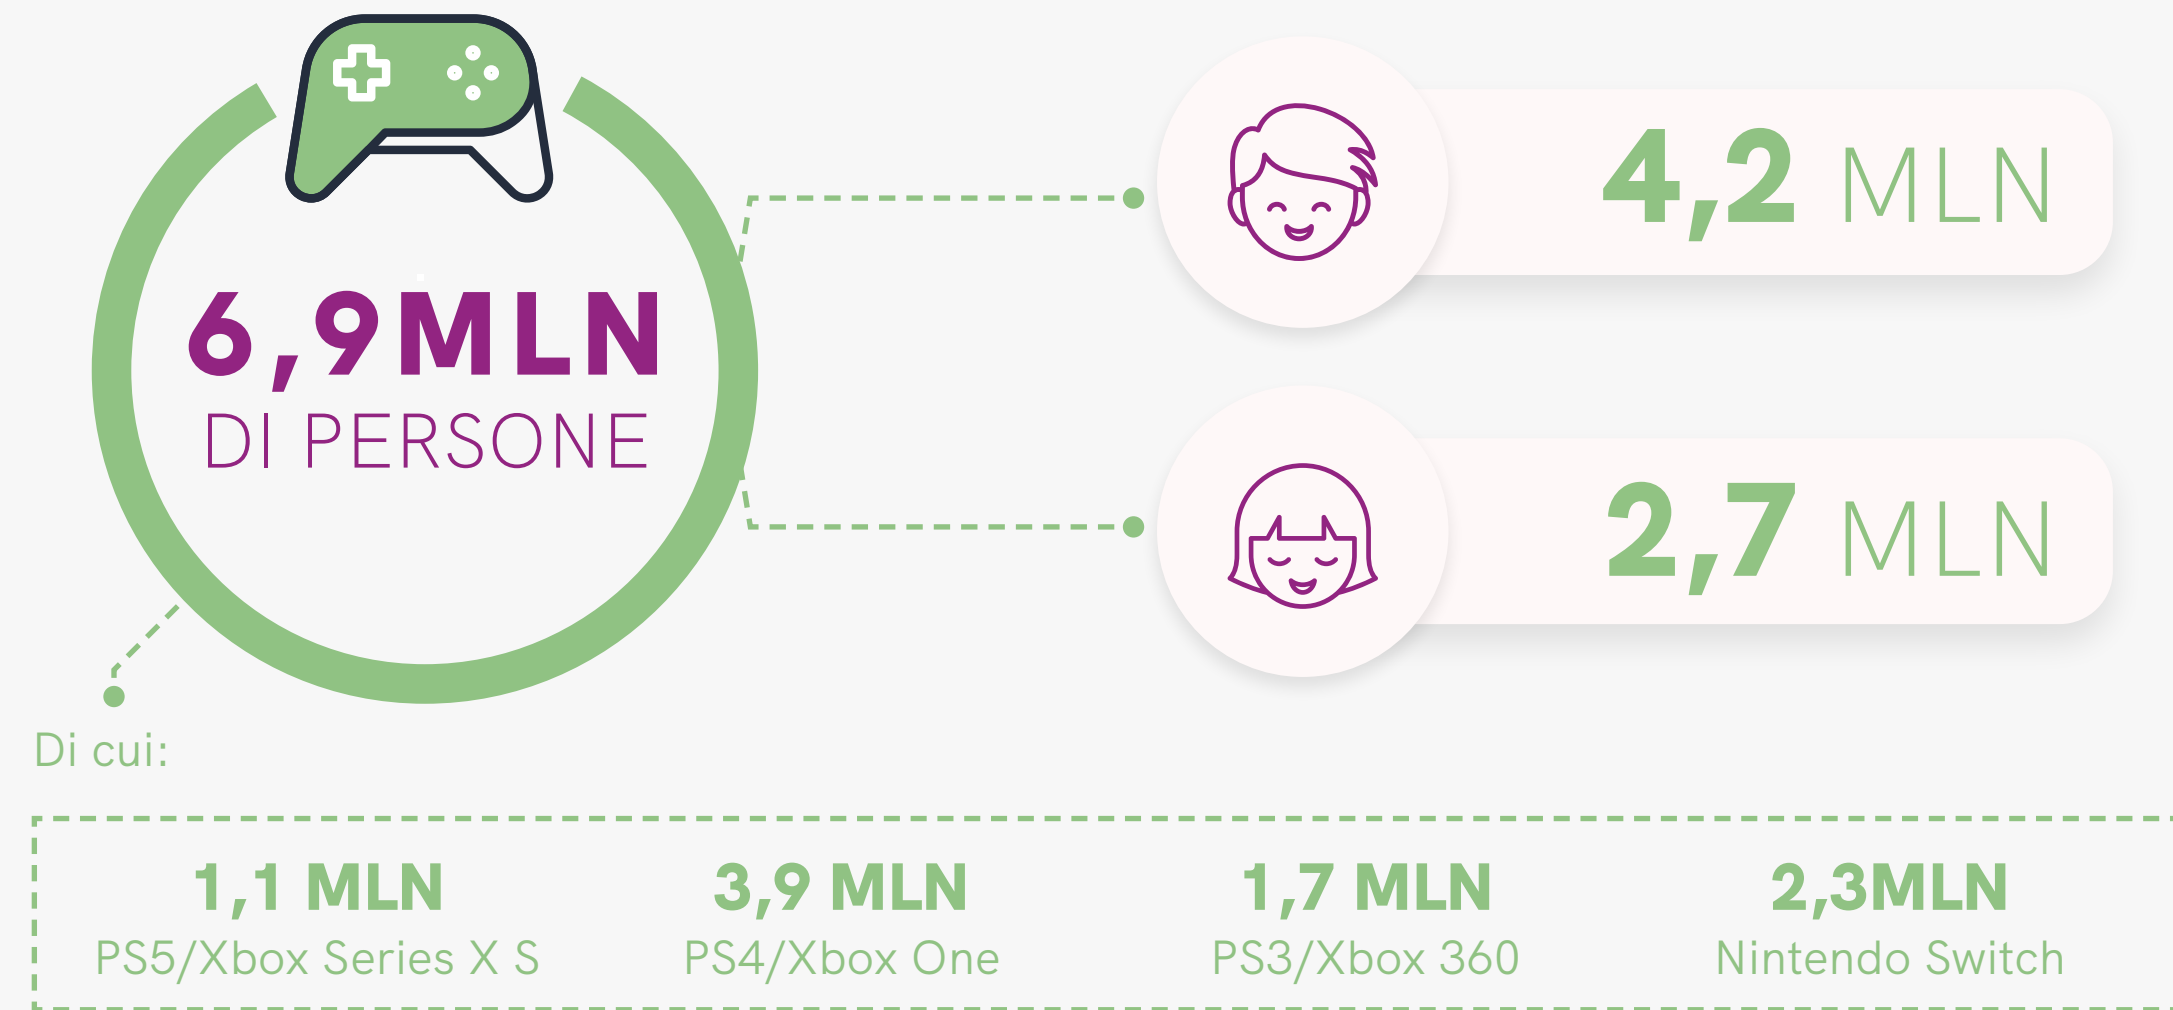 6,9MLN
DI PERSONE
4,2 MLN
2,7 MLN
Di cui:
1,1 MLN
PS5/Xbox Series X S
3,9 MLN
PS4/Xbox One
1,7 MLN
PS3/Xbox 360
2,3MLN
Nintendo Switch